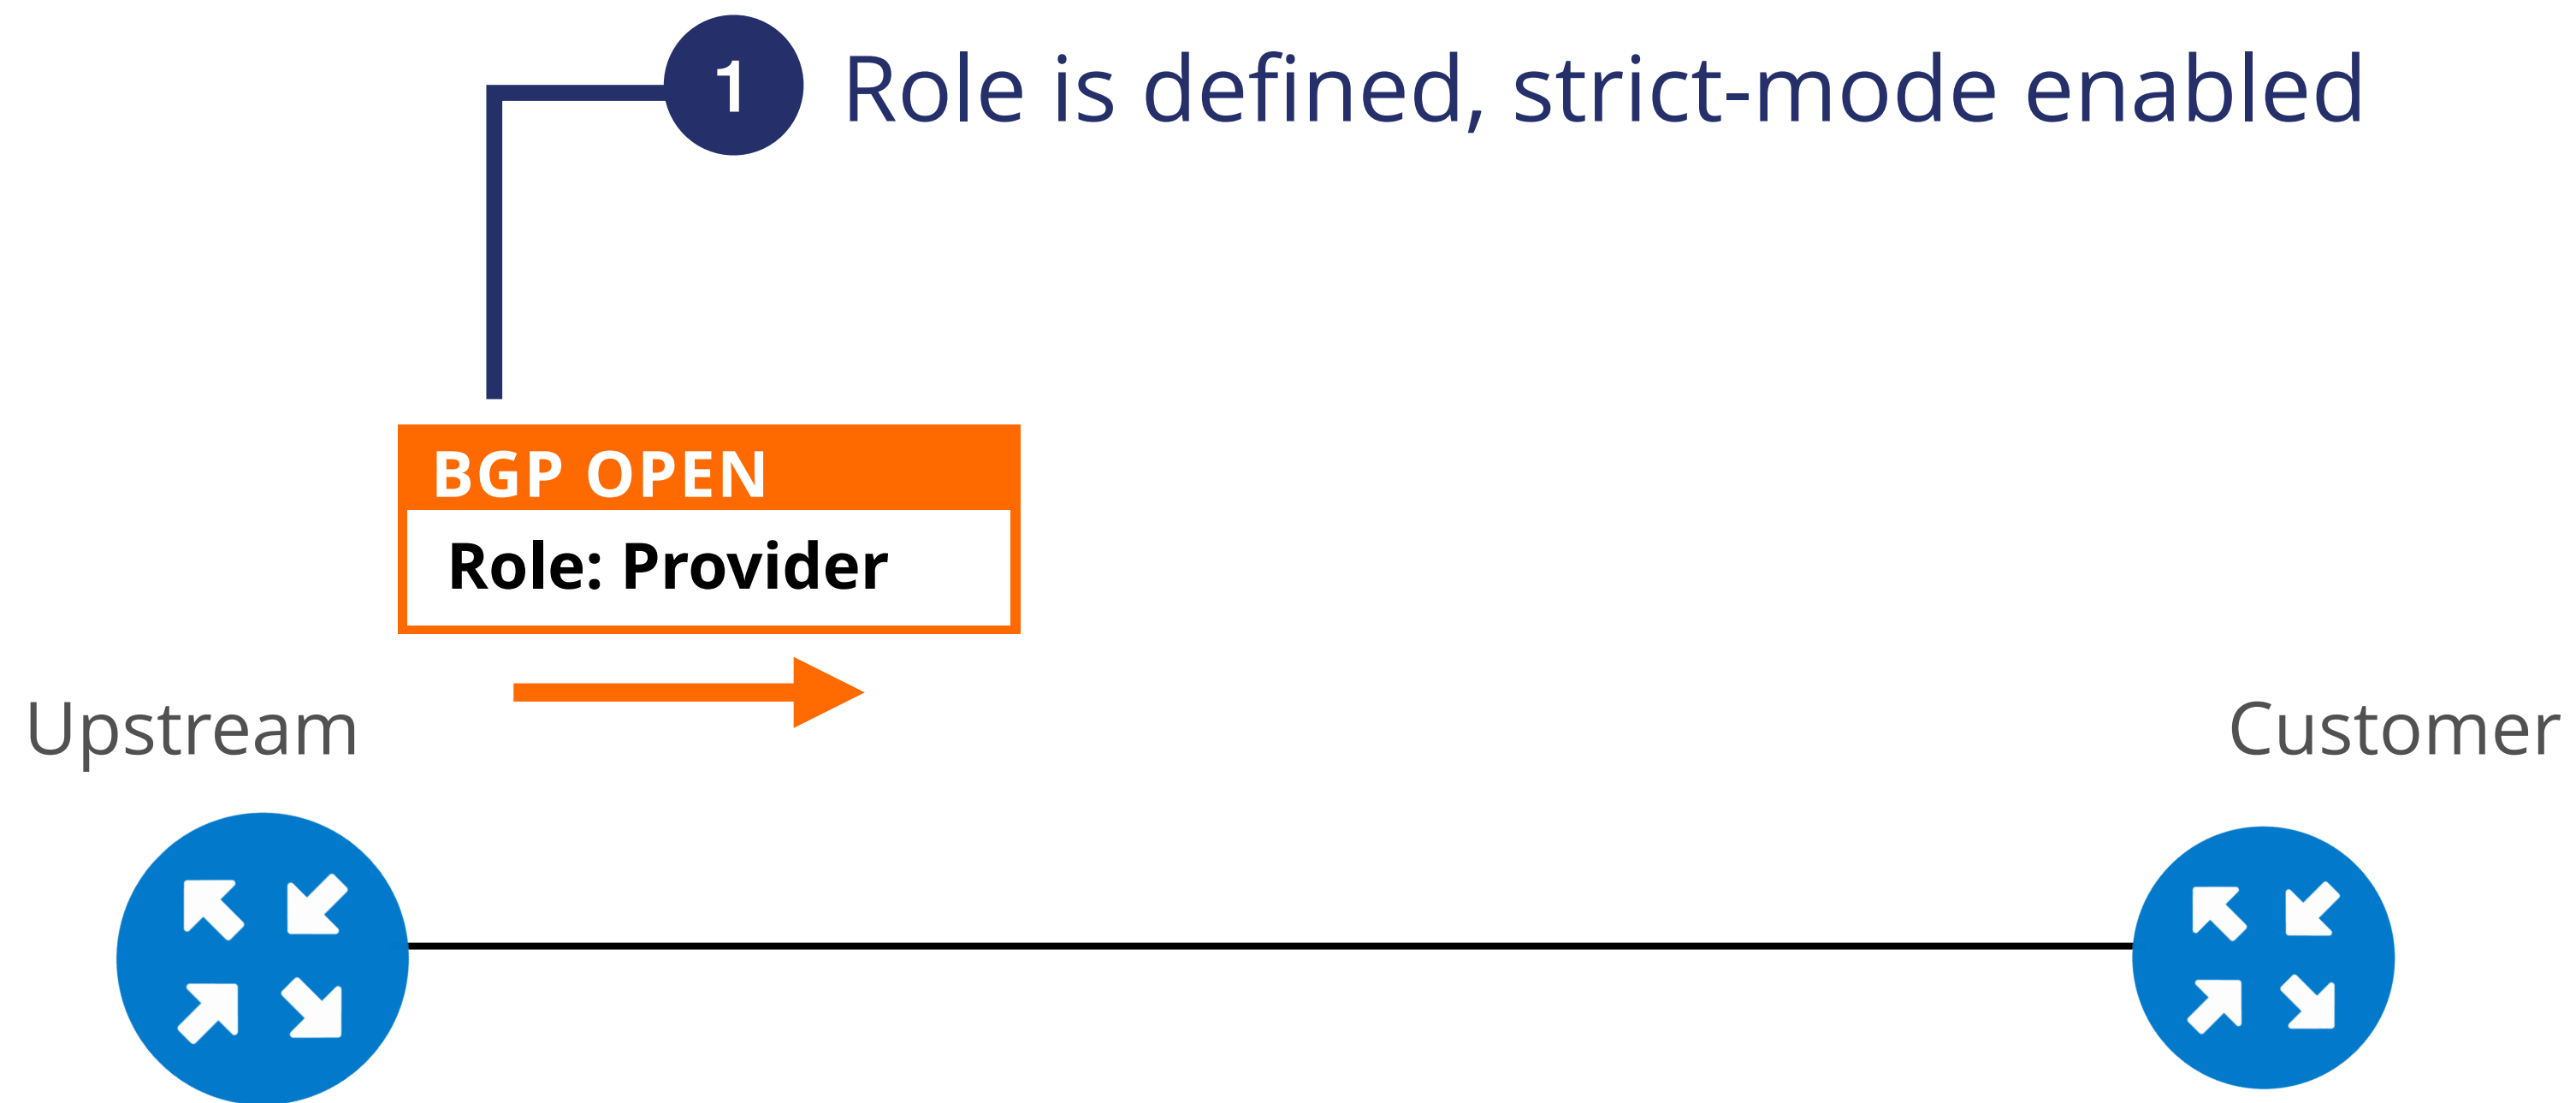 1
Role is defined, strict-mode enabled
BGP OPEN
Role: Provider
Upstream
Customer